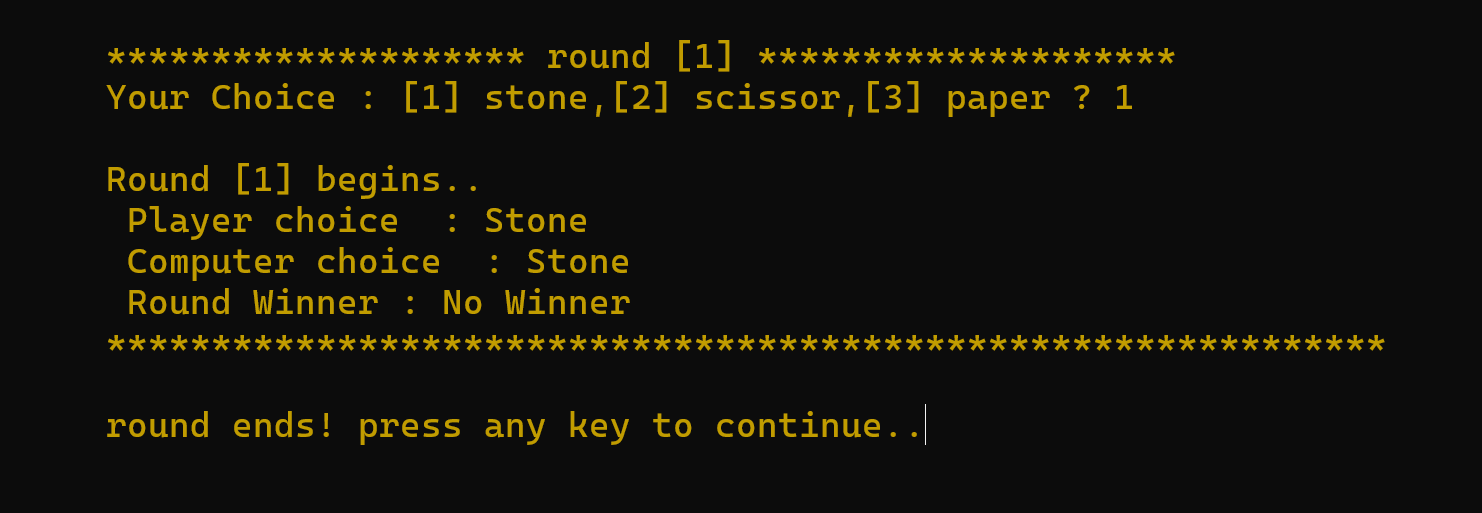 ******************** round [1] ********************
Your Choice : [1] stone,[2] scissor,[3] paper ? 1
Round [1] begins..
Player choice  : Stone
Computer choice  : Stone
Round Winner : No Winner
*************************************************************
round ends! press any key to continue..